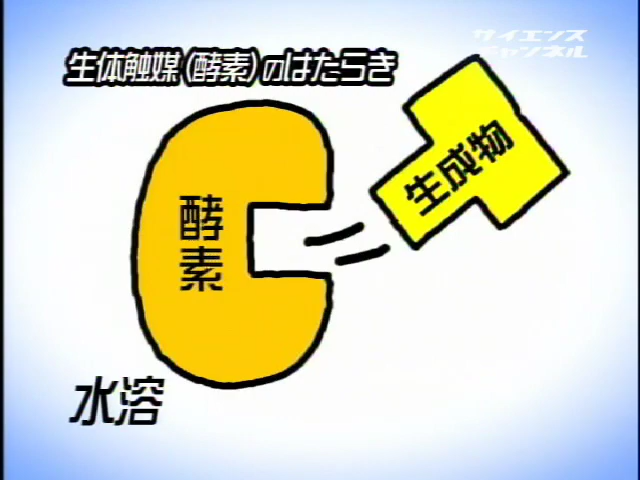 サイエンス
チャンネル
生体触媒（酵素）のはたらき
生成物
酵素
水溶